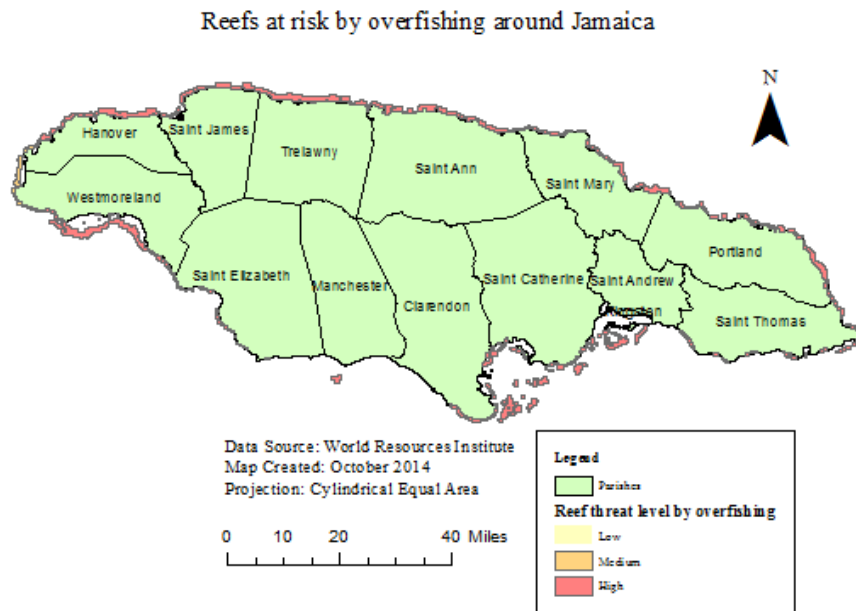 Reefs at risk by overfishing around Jamaica
N
Hanover
Saint James
Trelawny
Saint Ann
Saint Mary
Westmoreland
Portland
Saint Elizabeth
Manchester
Saint Catherine
Saint Andrew
Clarendon
Kingston
Saint Thomas
Data Source: World Resources Institute
Map Created: October 2014
Projection: Cylindrical Equal Area
0 10 20 40 Miles
Legend
Parishes
Reef threat level by overfishing
Low
Medium
High